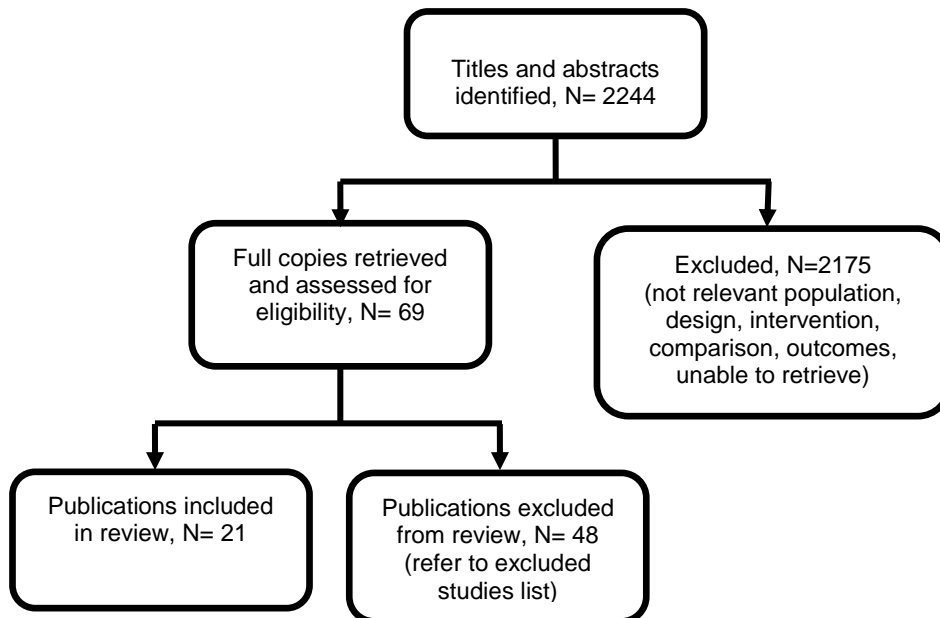 Titles and abstracts
identified, N= 2244
Full copies retrieved
and assessed for
eligibility, N= 69
Excluded, N=2175
(not relevant population,
design, intervention,
comparison, outcomes,
unable to retrieve)
Publications included
in review, N= 21
Publications excluded
from review, N= 48
(refer to excluded
studies list)